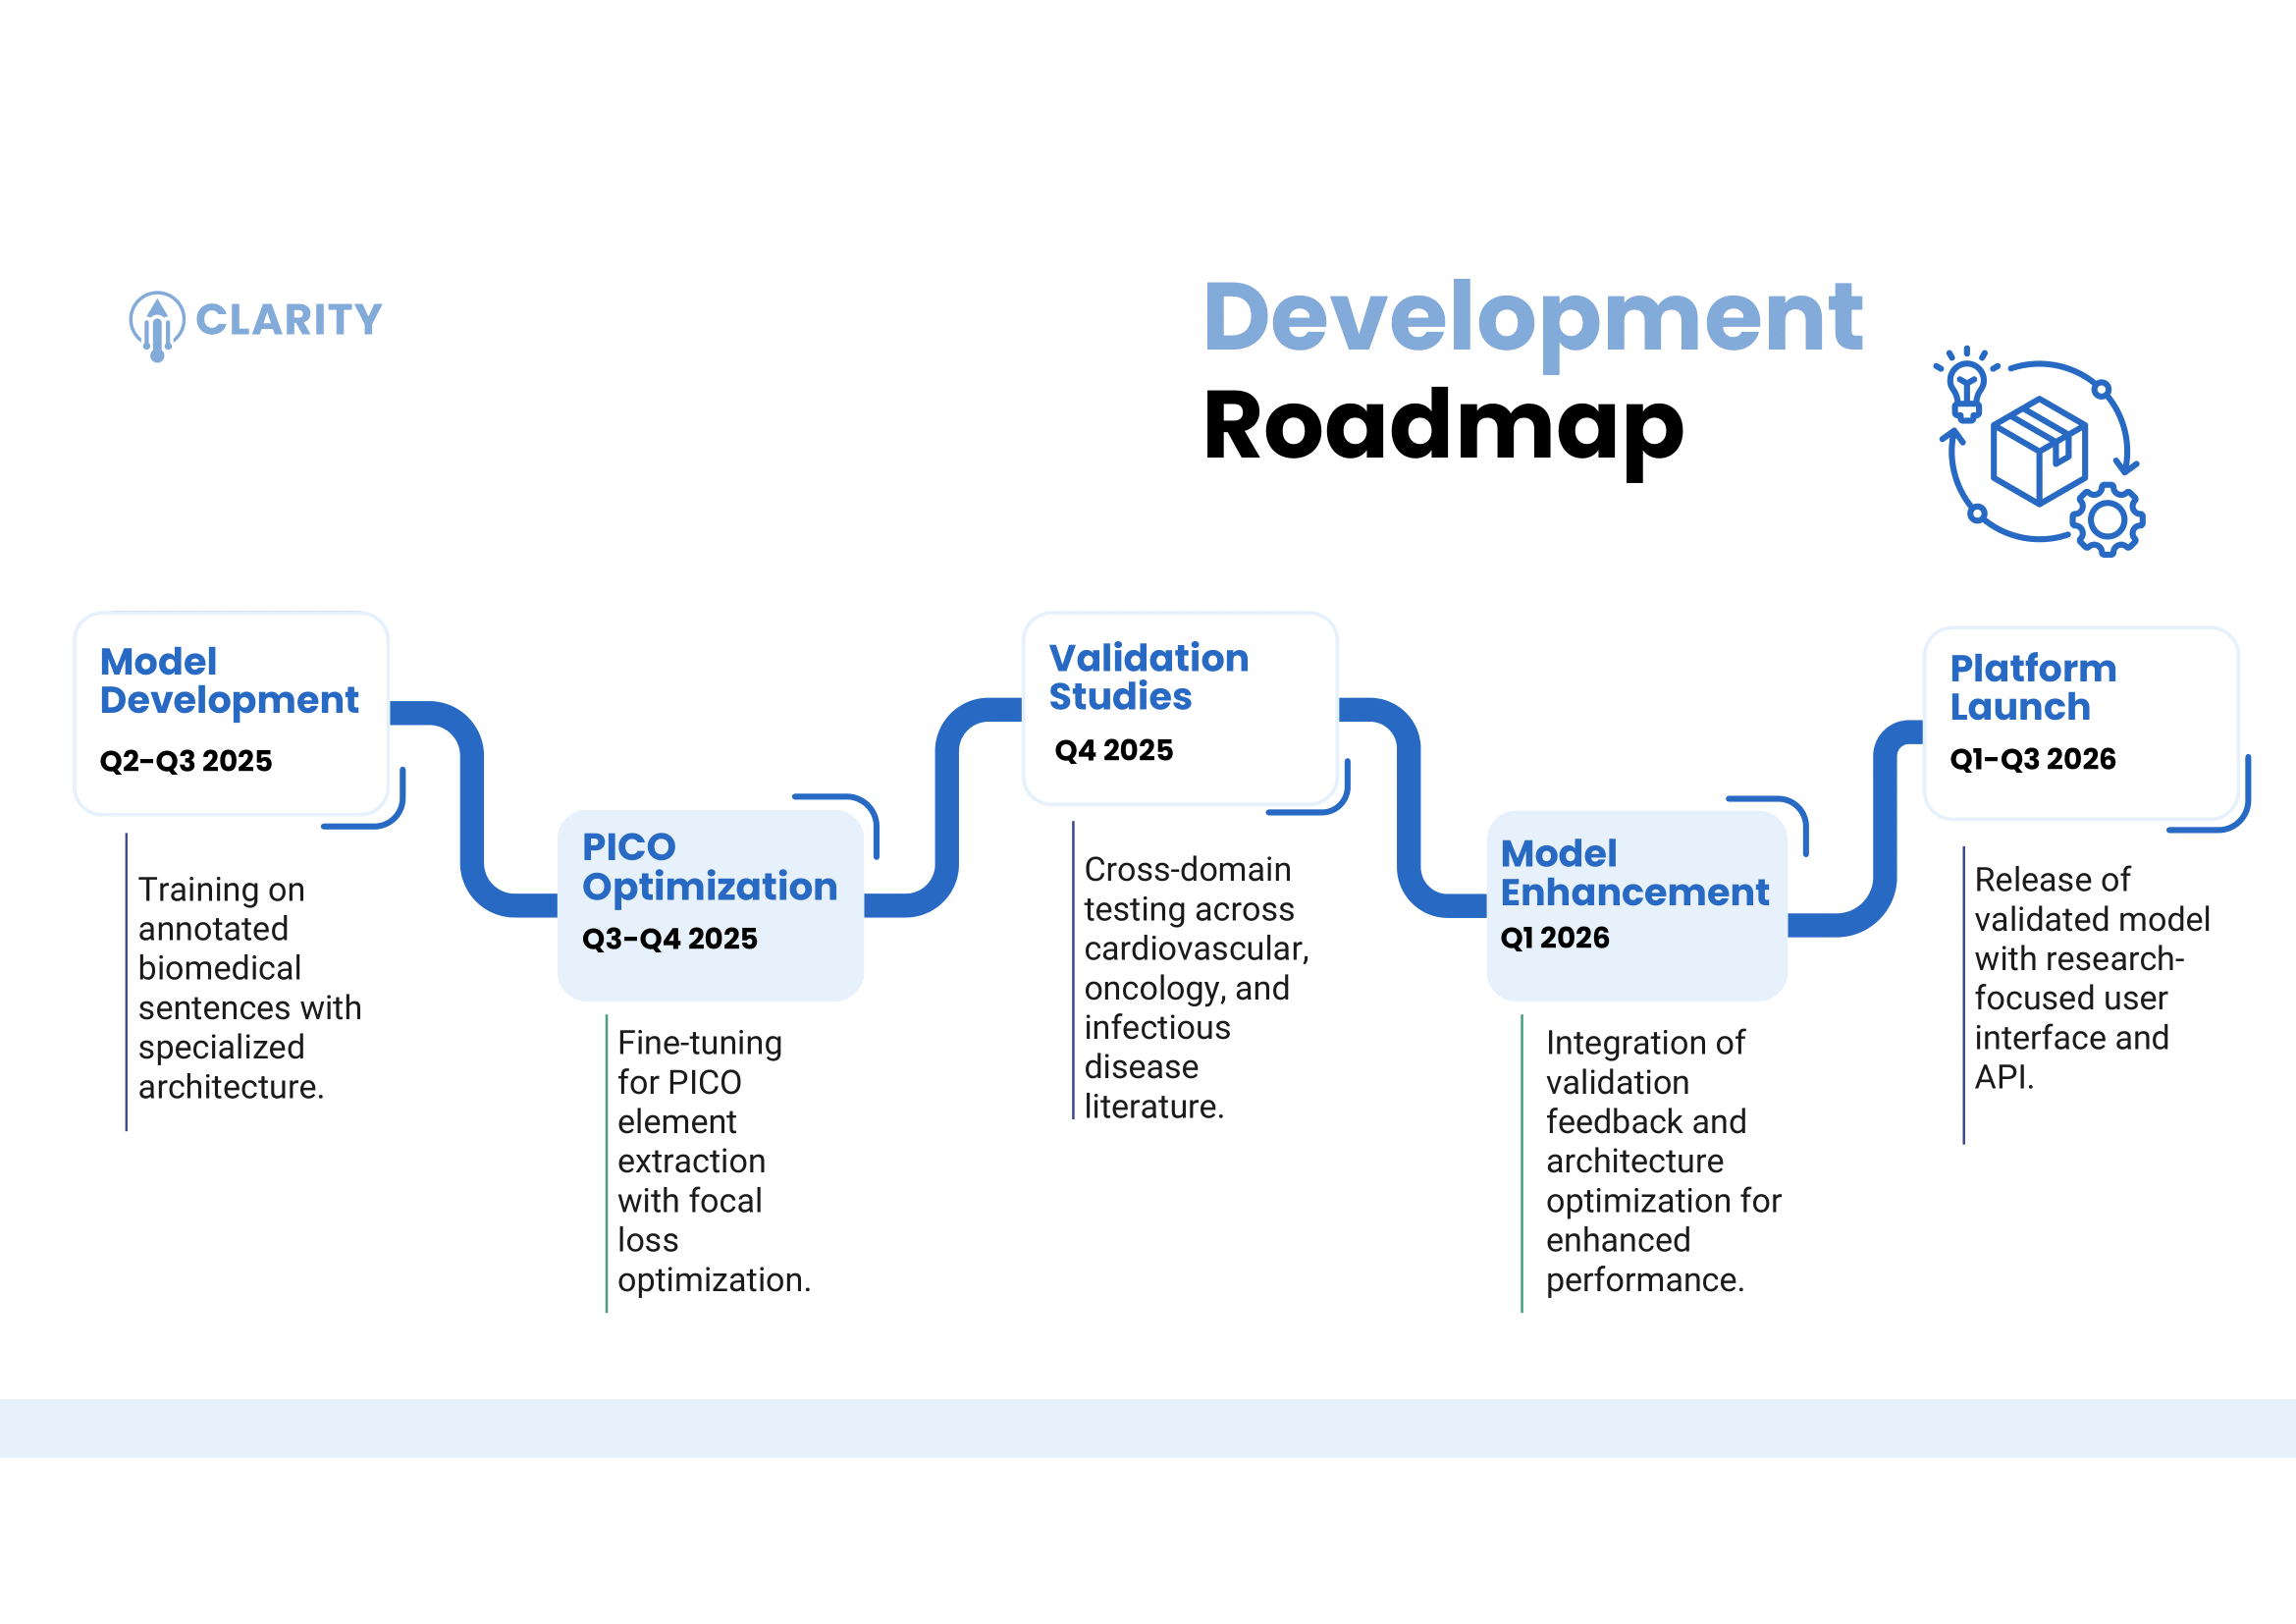 CLARITY
Development
Roadmap
Model
Development
Q2-Q3 2025
Training on
annotated
biomedical
sentences with
specialized
architecture.
PICO
Optimization
Q3-Q4 2025
Fine-tuning
for PICO
element
extraction
with focal
loss
optimization.
Validation
Studies
Q4 2025
Cross-domain
testing across
cardiovascular,
oncology, and
infectious
disease
literature.
Model
Enhancement
Q1 2026
Integration of
validation
feedback and
architecture
optimization for
enhanced
performance.
Platform
Launch
Q1-Q3 2026
Release of
validated model
with research-
focused user
interface and
API.